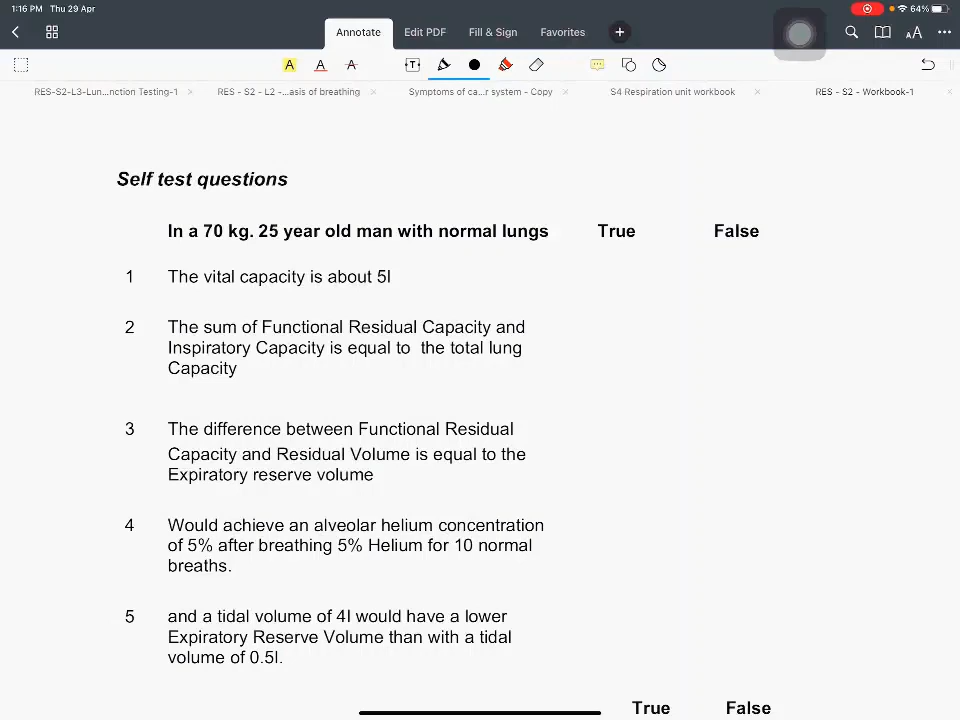 1:16 PM Thu 29 Apr
64%
Annotate Edit PDF Fill & Sign Favorites +
AA
A A A T
RES-S2-L3-Lun...nction Testing-1 × RES - S2 - L2 -...asis of breathing × Symptoms of ca...r system - Copy × S4 Respiration unit workbook × RES - S2 - Workbook-1 ×
Self test questions
In a 70 kg. 25 year old man with normal lungs True False
1 The vital capacity is about 5l
2 The sum of Functional Residual Capacity and
Inspiratory Capacity is equal to the total lung
Capacity
3 The difference between Functional Residual
Capacity and Residual Volume is equal to the
Expiratory reserve volume
4 Would achieve an alveolar helium concentration
of 5% after breathing 5% Helium for 10 normal
breaths.
5 and a tidal volume of 4l would have a lower
Expiratory Reserve Volume than with a tidal
volume of 0.5l.
True False